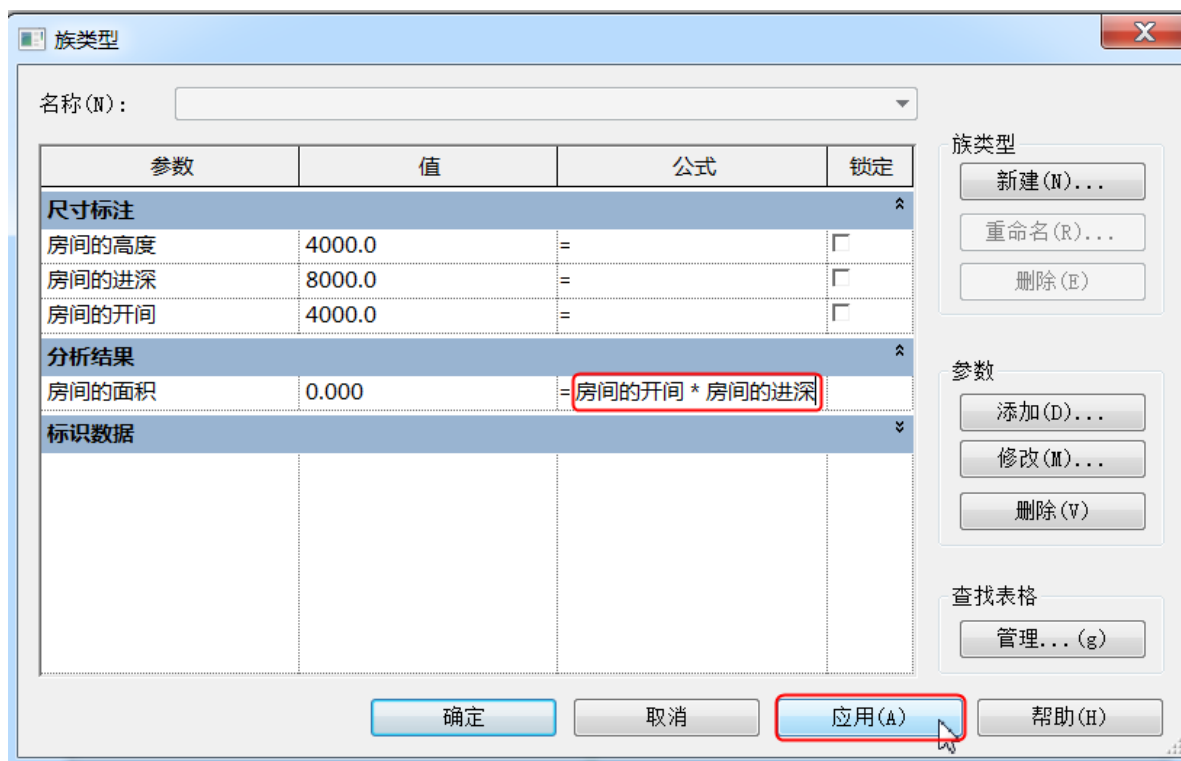 族类型
名称(N):
参数 值 公式 锁定
尺寸标注
房间的高度 4000.0 =
房间的进深 8000.0 =
房间的开间 4000.0 =
分析结果
房间的面积 0.000 =房间的开间 * 房间的进深
标识数据
族类型
新建(N)...
重命名(R)...
删除(E)
参数
添加(D)...
修改(M)...
删除(V)
查找表格
管理...(g)
确定 取消 应用(A) 帮助(H)